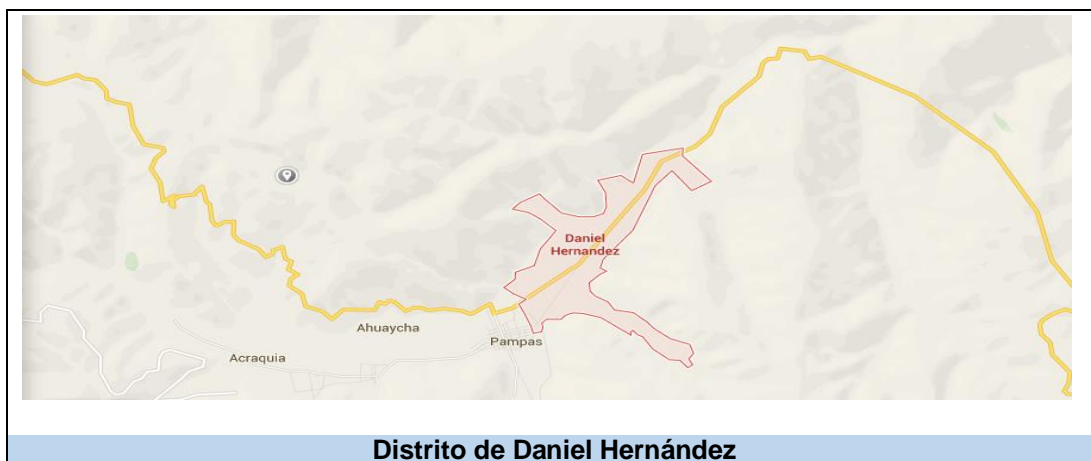 Daniel
Hernandez
Ahuaycha
Pampas
Acraquia
Distrito de Daniel Hernández